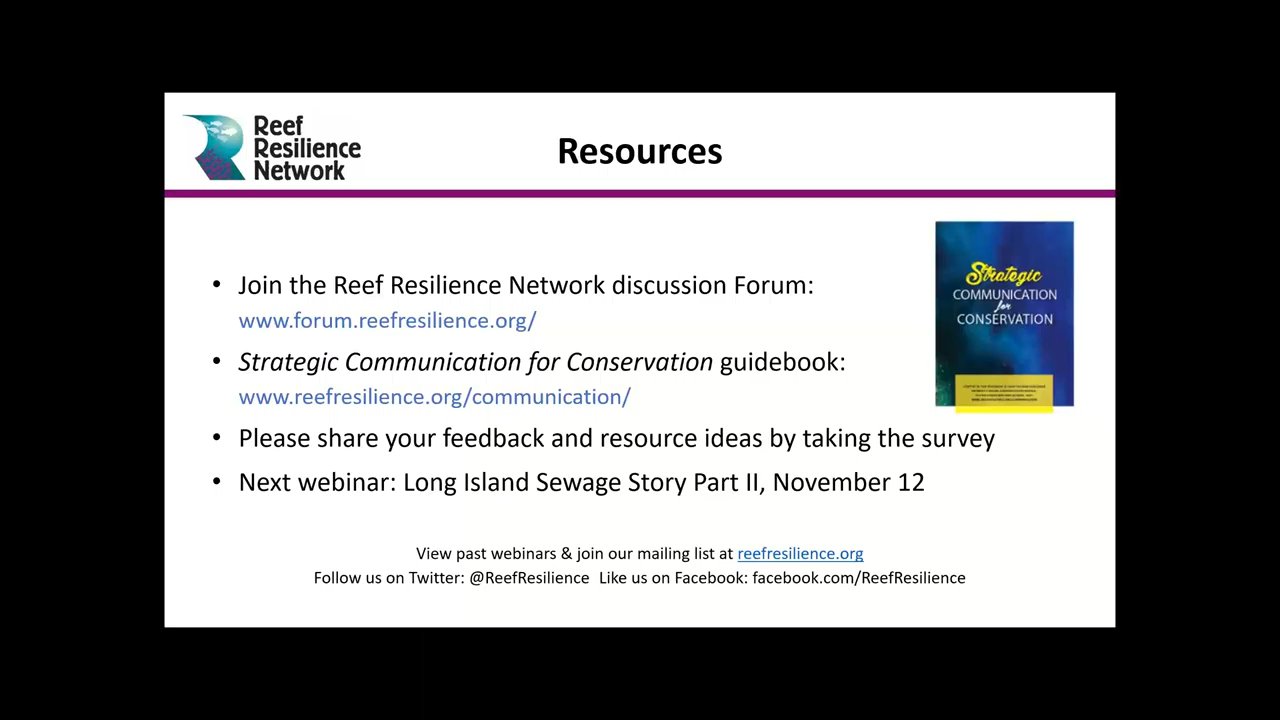 Reef
Resilience
Network
Resources
• Join the Reef Resilience Network discussion Forum:
www.forum.reefresilience.org/
• Strategic Communication for Conservation guidebook:
www.reefresilience.org/communication/
• Please share your feedback and resource ideas by taking the survey
• Next webinar: Long Island Sewage Story Part II, November 12
Strategic
COMMUNICATION
for
CONSERVATION
View past webinars & join our mailing list at reefresilience.org
Follow us on Twitter: @ReefResilience Like us on Facebook: facebook.com/ReefResilience